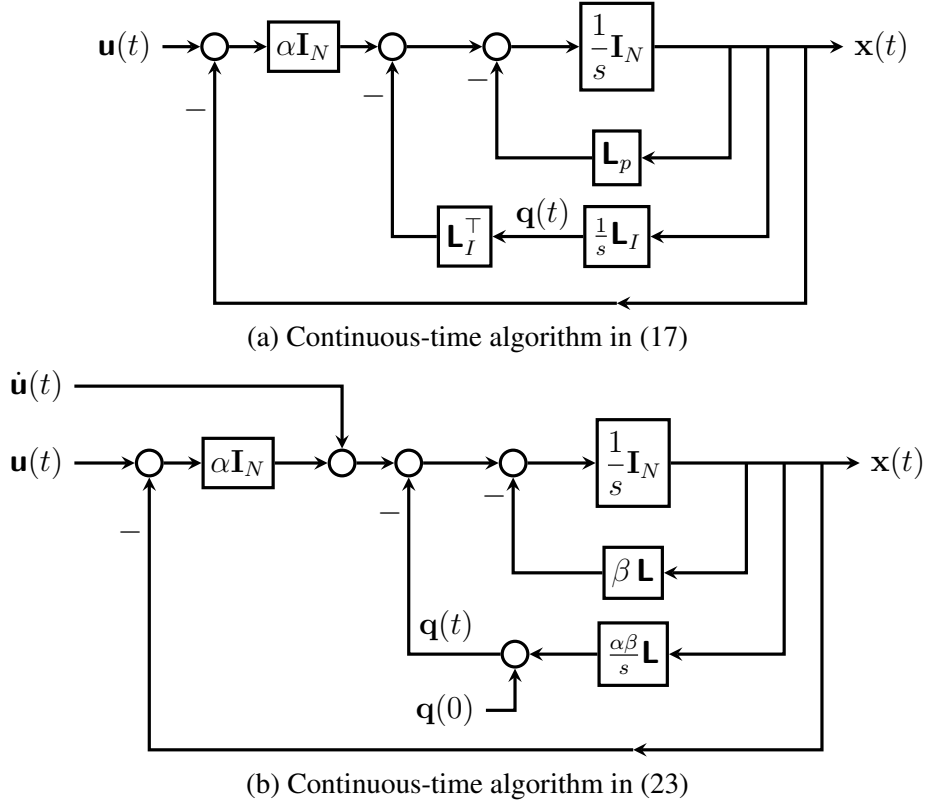 𝐮(t) − α𝐈_N − − 1/s 𝐈_N 𝐱(t)
𝐋_p
𝐪(t)
𝐋_I^⊤ 1/s 𝐋_I
(a) Continuous-time algorithm in (17)
𝐮̇(t)
𝐮(t) − α𝐈_N − − 1/s 𝐈_N 𝐱(t)
β 𝐋
𝐪(t)
αβ/s 𝐋
𝐪(0)
(b) Continuous-time algorithm in (23)